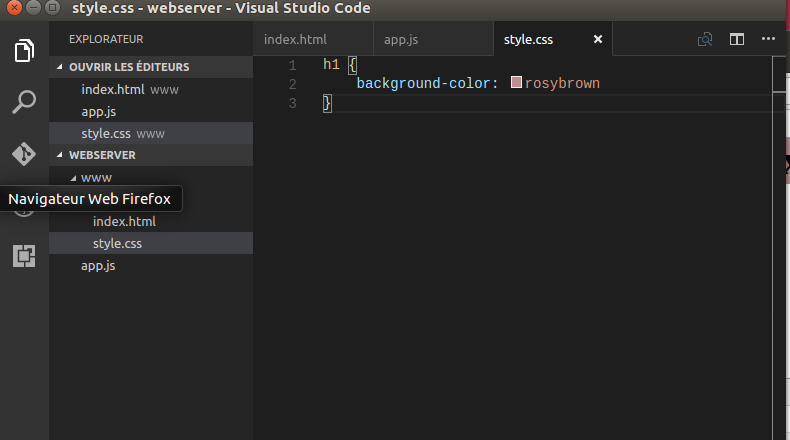 style.css - webserver - Visual Studio Code
EXPLORATEUR
OUVRIR LES ÉDITEURS
index.html www
app.js
style.css www
WEBSERVER
www
Navigateur Web Firefox
index.html
style.css
app.js
index.html app.js style.css
1 h1 {
2 background-color: rosybrown
3 }